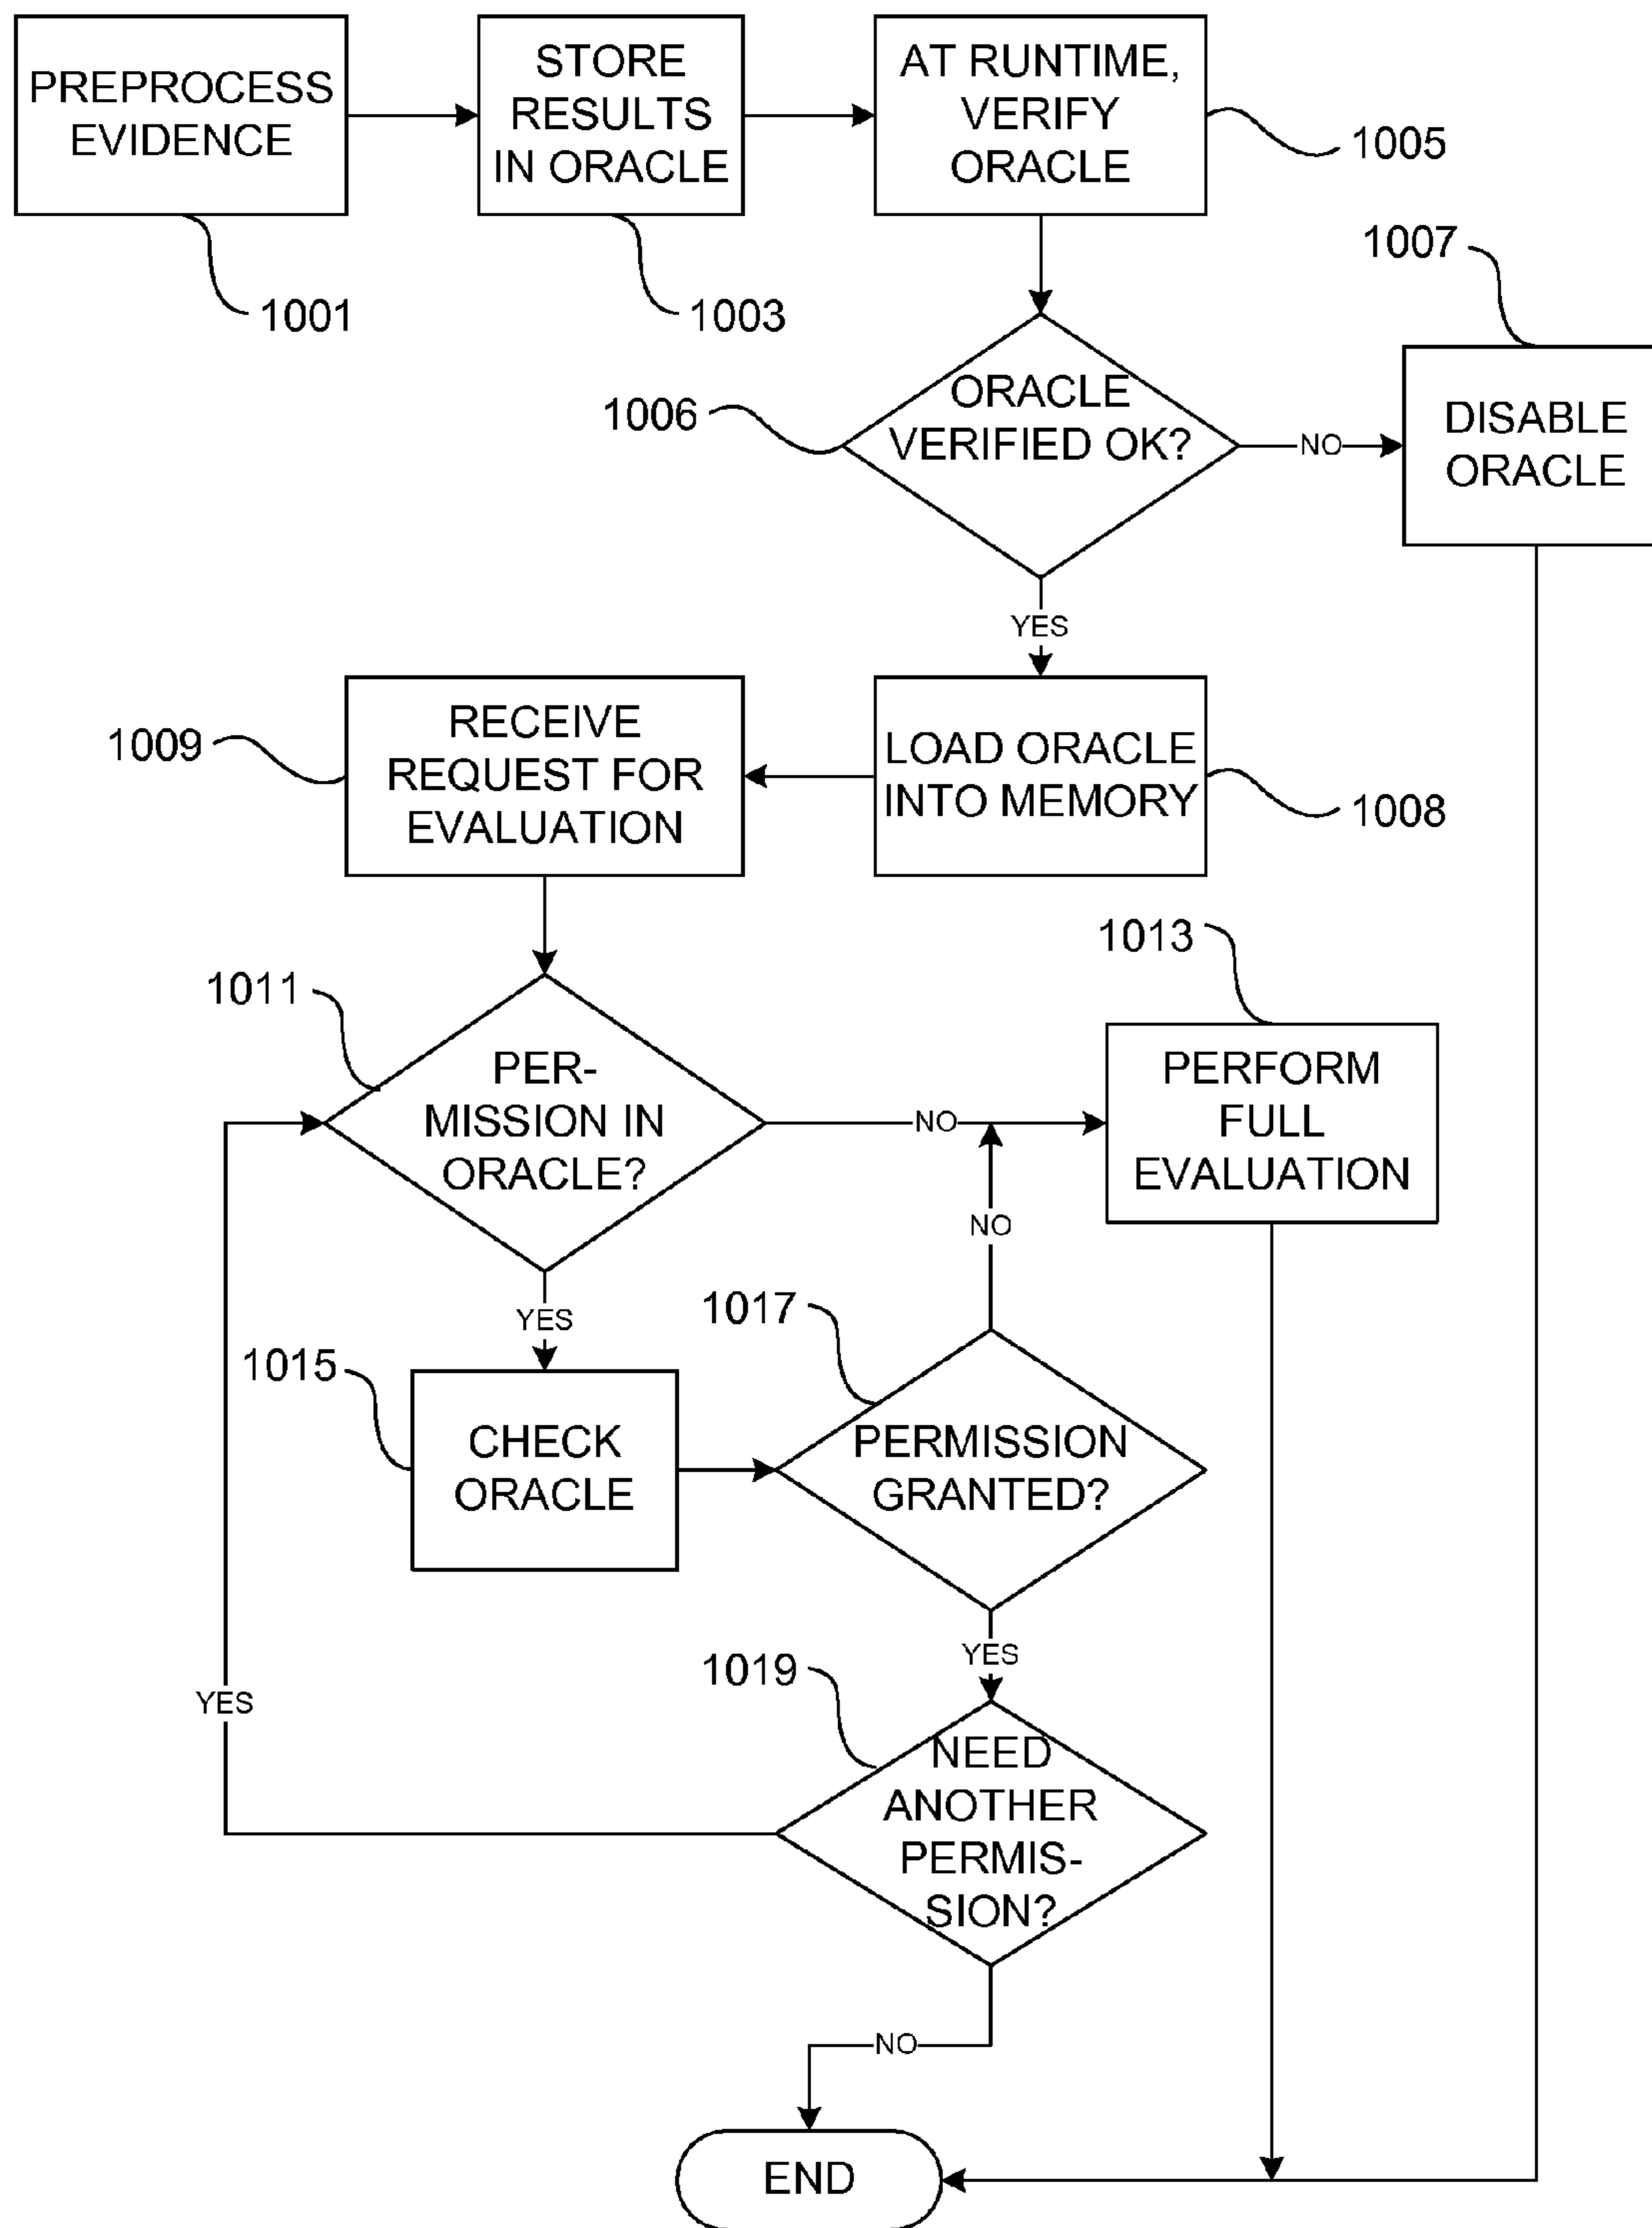 PREPROCESS
EVIDENCE
STORE
RESULTS
IN ORACLE
AT RUNTIME,
VERIFY
ORACLE
1005
1001
1003
1007
ORACLE
VERIFIED OK?
1006
NO
DISABLE
ORACLE
YES
RECEIVE
REQUEST FOR
EVALUATION
1009
LOAD ORACLE
INTO MEMORY
1008
1013
1011
PER-
MISSION IN
ORACLE?
NO
PERFORM
FULL
EVALUATION
NO
YES
1017
1015
CHECK
ORACLE
PERMISSION
GRANTED?
YES
1019
YES
NEED
ANOTHER
PERMIS-
SION?
NO
END